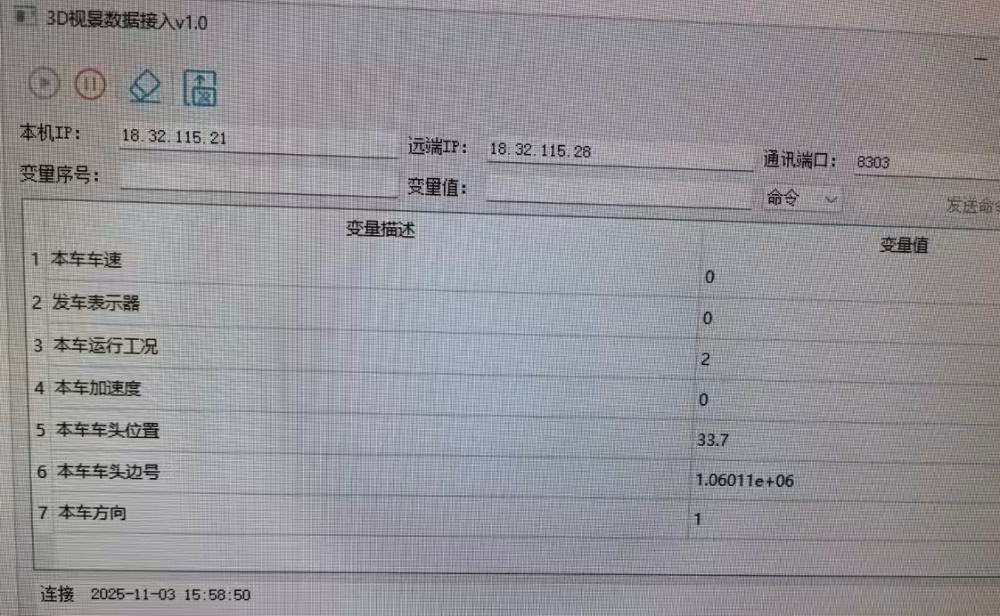 3D视景数据接入v1.0
本机IP: 18.32.115.21 远端IP: 18.32.115.28 通讯端口: 8303
变量序号: 变量值: 命令 发送命令
变量描述 变量值
1 本车车速 0
2 发车表示器 0
3 本车运行工况 2
4 本车加速度 0
5 本车车头位置 33.7
6 本车车头边号 1.06011e+06
7 本车方向 1
连接 2025-11-03 15:58:50